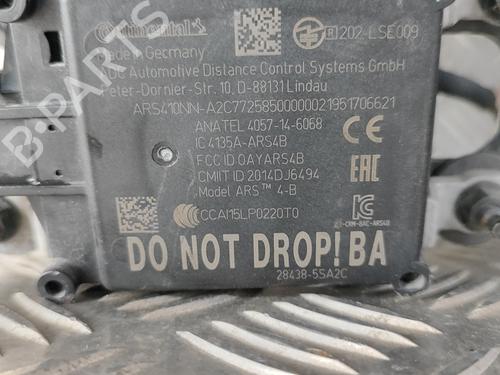 Continental
R 202-LSE009
Made in Germany
ADC Automotive Distance Control Systems GmbH
Peter-Dornier-Str. 10, D-88131 Lindau
ARS410NN-A2C7725850000021951706621
ANATEL 4057-14-6068
IC 4135A-ARS4B
FCC ID OAYARS4B
CMIIT ID 2014DJ6494
Model ARS™ 4-B
EAC
CCAI15LP0220T0
DO NOT DROP! BA
28438-5SA2C